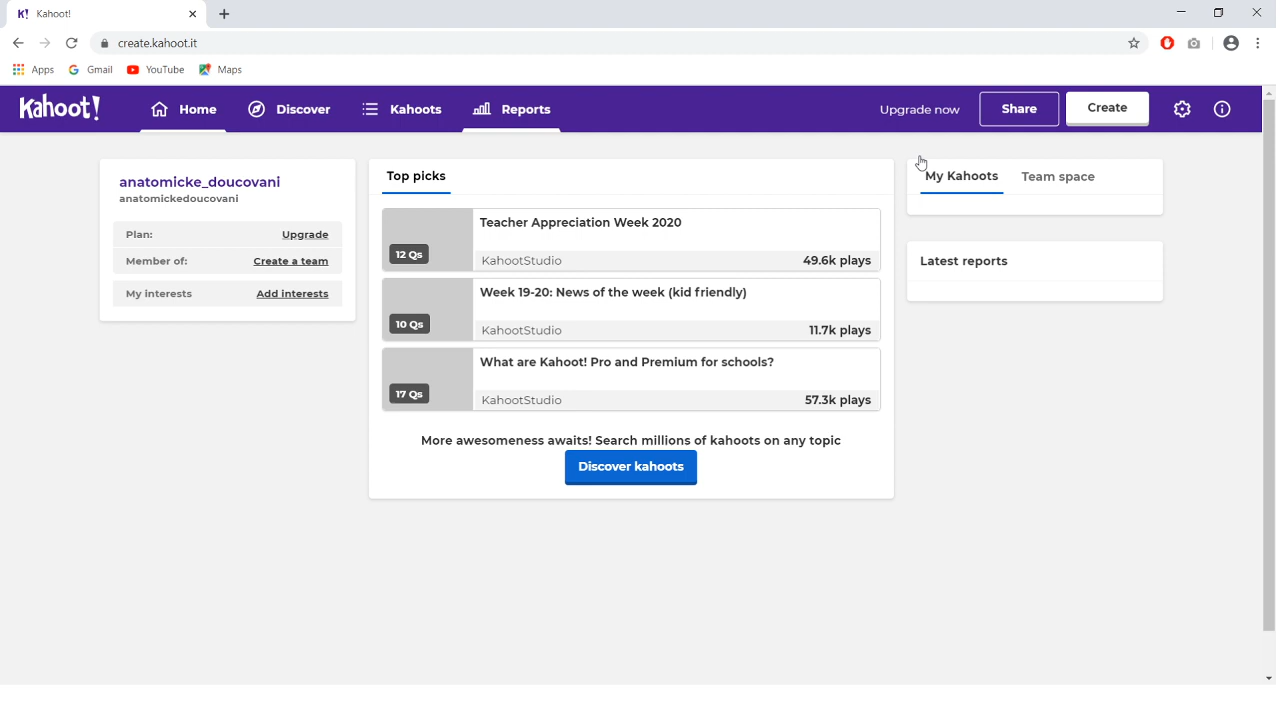 K! Kahoot!
create.kahoot.it
Apps Gmail YouTube Maps
Kahoot! Home Discover Kahoots Reports Upgrade now Share Create
anatomicke_doucovani
anatomickedoucovani
Plan: Upgrade
Member of: Create a team
My interests Add interests
Top picks
Teacher Appreciation Week 2020
12 Qs
KahootStudio 49.6k plays
Week 19-20: News of the week (kid friendly)
10 Qs
KahootStudio 11.7k plays
What are Kahoot! Pro and Premium for schools?
17 Qs
KahootStudio 57.3k plays
More awesomeness awaits! Search millions of kahoots on any topic
Discover kahoots
My Kahoots Team space
Latest reports